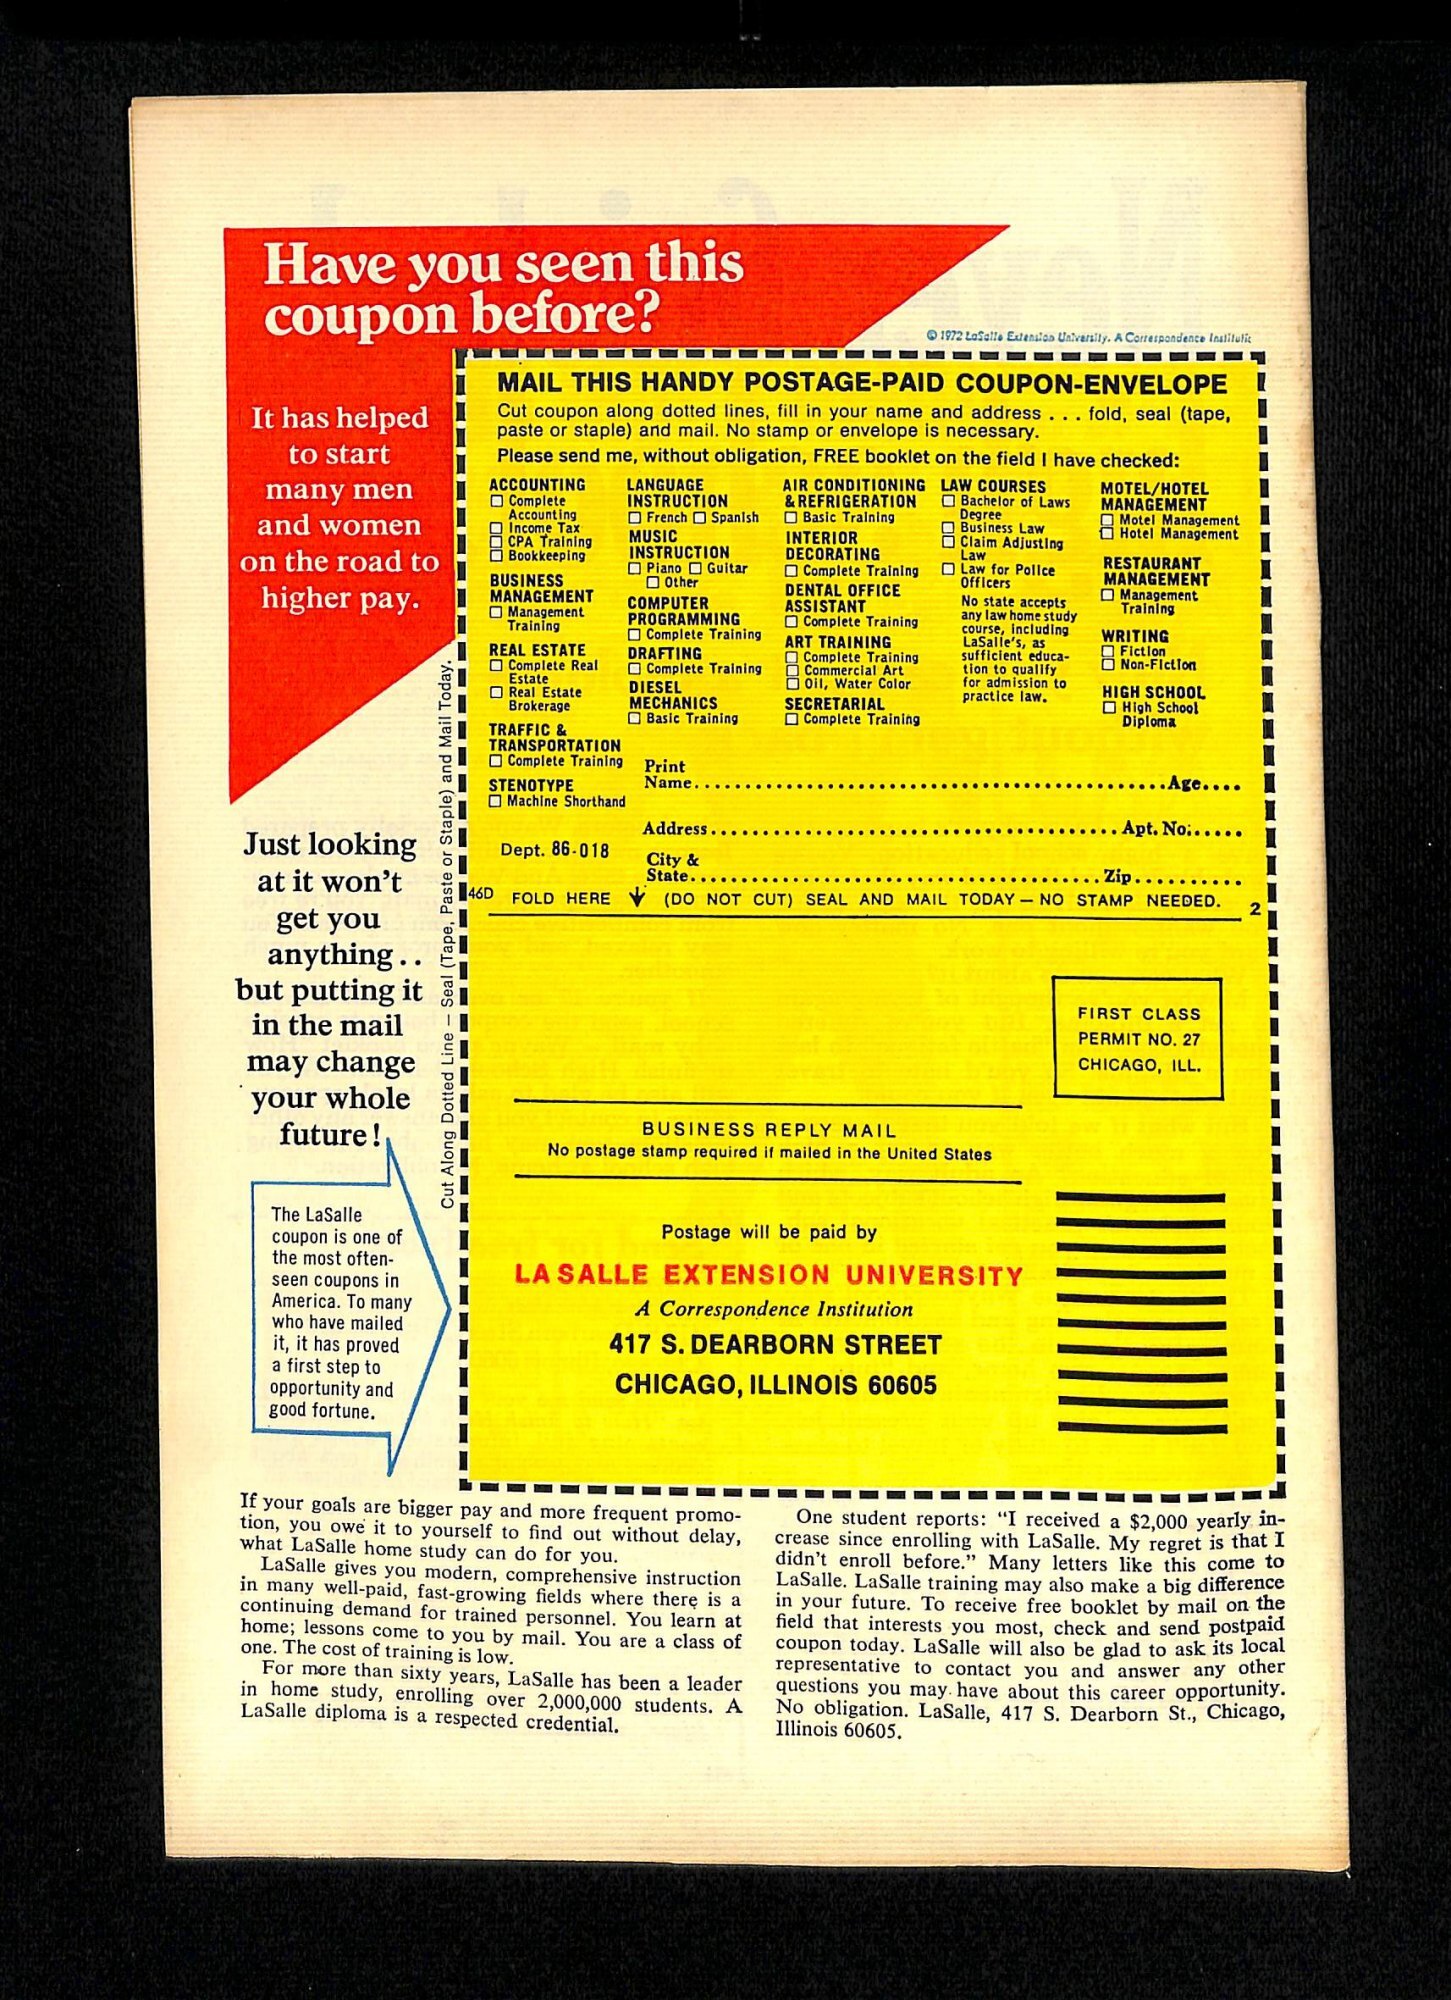 Have you seen this
coupon before?
It has helped
to start
many men
and women
on the road to
higher pay.
Just looking
at it won't
get you
anything . .
but putting it
in the mail
may change
your whole
future!
The LaSalle
coupon is one of
the most often-
seen coupons in
America. To many
who have mailed
it, it has proved
a first step to
opportunity and
good fortune.
Cut Along Dotted Line — Seal (Tape, Paste or Staple) and Mail Today.
© 1972 LaSalle Extension University. A Correspondence Institutic
MAIL THIS HANDY POSTAGE-PAID COUPON-ENVELOPE
Cut coupon along dotted lines, fill in your name and address . . . fold, seal (tape,
paste or staple) and mail. No stamp or envelope is necessary.
Please send me, without obligation, FREE booklet on the field I have checked:
ACCOUNTING
☐ Complete
Accounting
☐ Income Tax
☐ CPA Training
☐ Bookkeeping
BUSINESS
MANAGEMENT
☐ Management
Training
REAL ESTATE
☐ Complete Real
Estate
☐ Real Estate
Brokerage
TRAFFIC &
TRANSPORTATION
☐ Complete Training
STENOTYPE
☐ Machine Shorthand
LANGUAGE
INSTRUCTION
☐ French ☐ Spanish
MUSIC
INSTRUCTION
☐ Piano ☐ Guitar
☐ Other
COMPUTER
PROGRAMMING
☐ Complete Training
DRAFTING
☐ Complete Training
DIESEL
MECHANICS
☐ Basic Training
AIR CONDITIONING
& REFRIGERATION
☐ Basic Training
INTERIOR
DECORATING
☐ Complete Training
DENTAL OFFICE
ASSISTANT
☐ Complete Training
ART TRAINING
☐ Complete Training
☐ Commercial Art
☐ Oil, Water Color
SECRETARIAL
☐ Complete Training
LAW COURSES
☐ Bachelor of Laws
Degree
☐ Business Law
☐ Claim Adjusting
Law
☐ Law for Police
Officers
No state accepts
any law home study
course, including
LaSalle's, as
sufficient educa-
tion to qualify
for admission to
practice law.
MOTEL/HOTEL
MANAGEMENT
☐ Motel Management
☐ Hotel Management
RESTAURANT
MANAGEMENT
☐ Management
Training
WRITING
☐ Fiction
☐ Non-Fiction
HIGH SCHOOL
☐ High School
Diploma
Print
Name..................................................Age....
Address...........................................Apt. No:.....
Dept. 86-018
City &
State...........................................Zip..........
46D FOLD HERE ↓ (DO NOT CUT) SEAL AND MAIL TODAY — NO STAMP NEEDED. 2
FIRST CLASS
PERMIT NO. 27
CHICAGO, ILL.
BUSINESS REPLY MAIL
No postage stamp required if mailed in the United States
Postage will be paid by
LA SALLE EXTENSION UNIVERSITY
A Correspondence Institution
417 S. DEARBORN STREET
CHICAGO, ILLINOIS 60605
If your goals are bigger pay and more frequent promo-
tion, you owe it to yourself to find out without delay,
what LaSalle home study can do for you.
LaSalle gives you modern, comprehensive instruction
in many well-paid, fast-growing fields where there is a
continuing demand for trained personnel. You learn at
home; lessons come to you by mail. You are a class of
one. The cost of training is low.
For more than sixty years, LaSalle has been a leader
in home study, enrolling over 2,000,000 students. A
LaSalle diploma is a respected credential.
One student reports: "I received a $2,000 yearly in-
crease since enrolling with LaSalle. My regret is that I
didn't enroll before." Many letters like this come to
LaSalle. LaSalle training may also make a big difference
in your future. To receive free booklet by mail on the
field that interests you most, check and send postpaid
coupon today. LaSalle will also be glad to ask its local
representative to contact you and answer any other
questions you may have about this career opportunity.
No obligation. LaSalle, 417 S. Dearborn St., Chicago,
Illinois 60605.